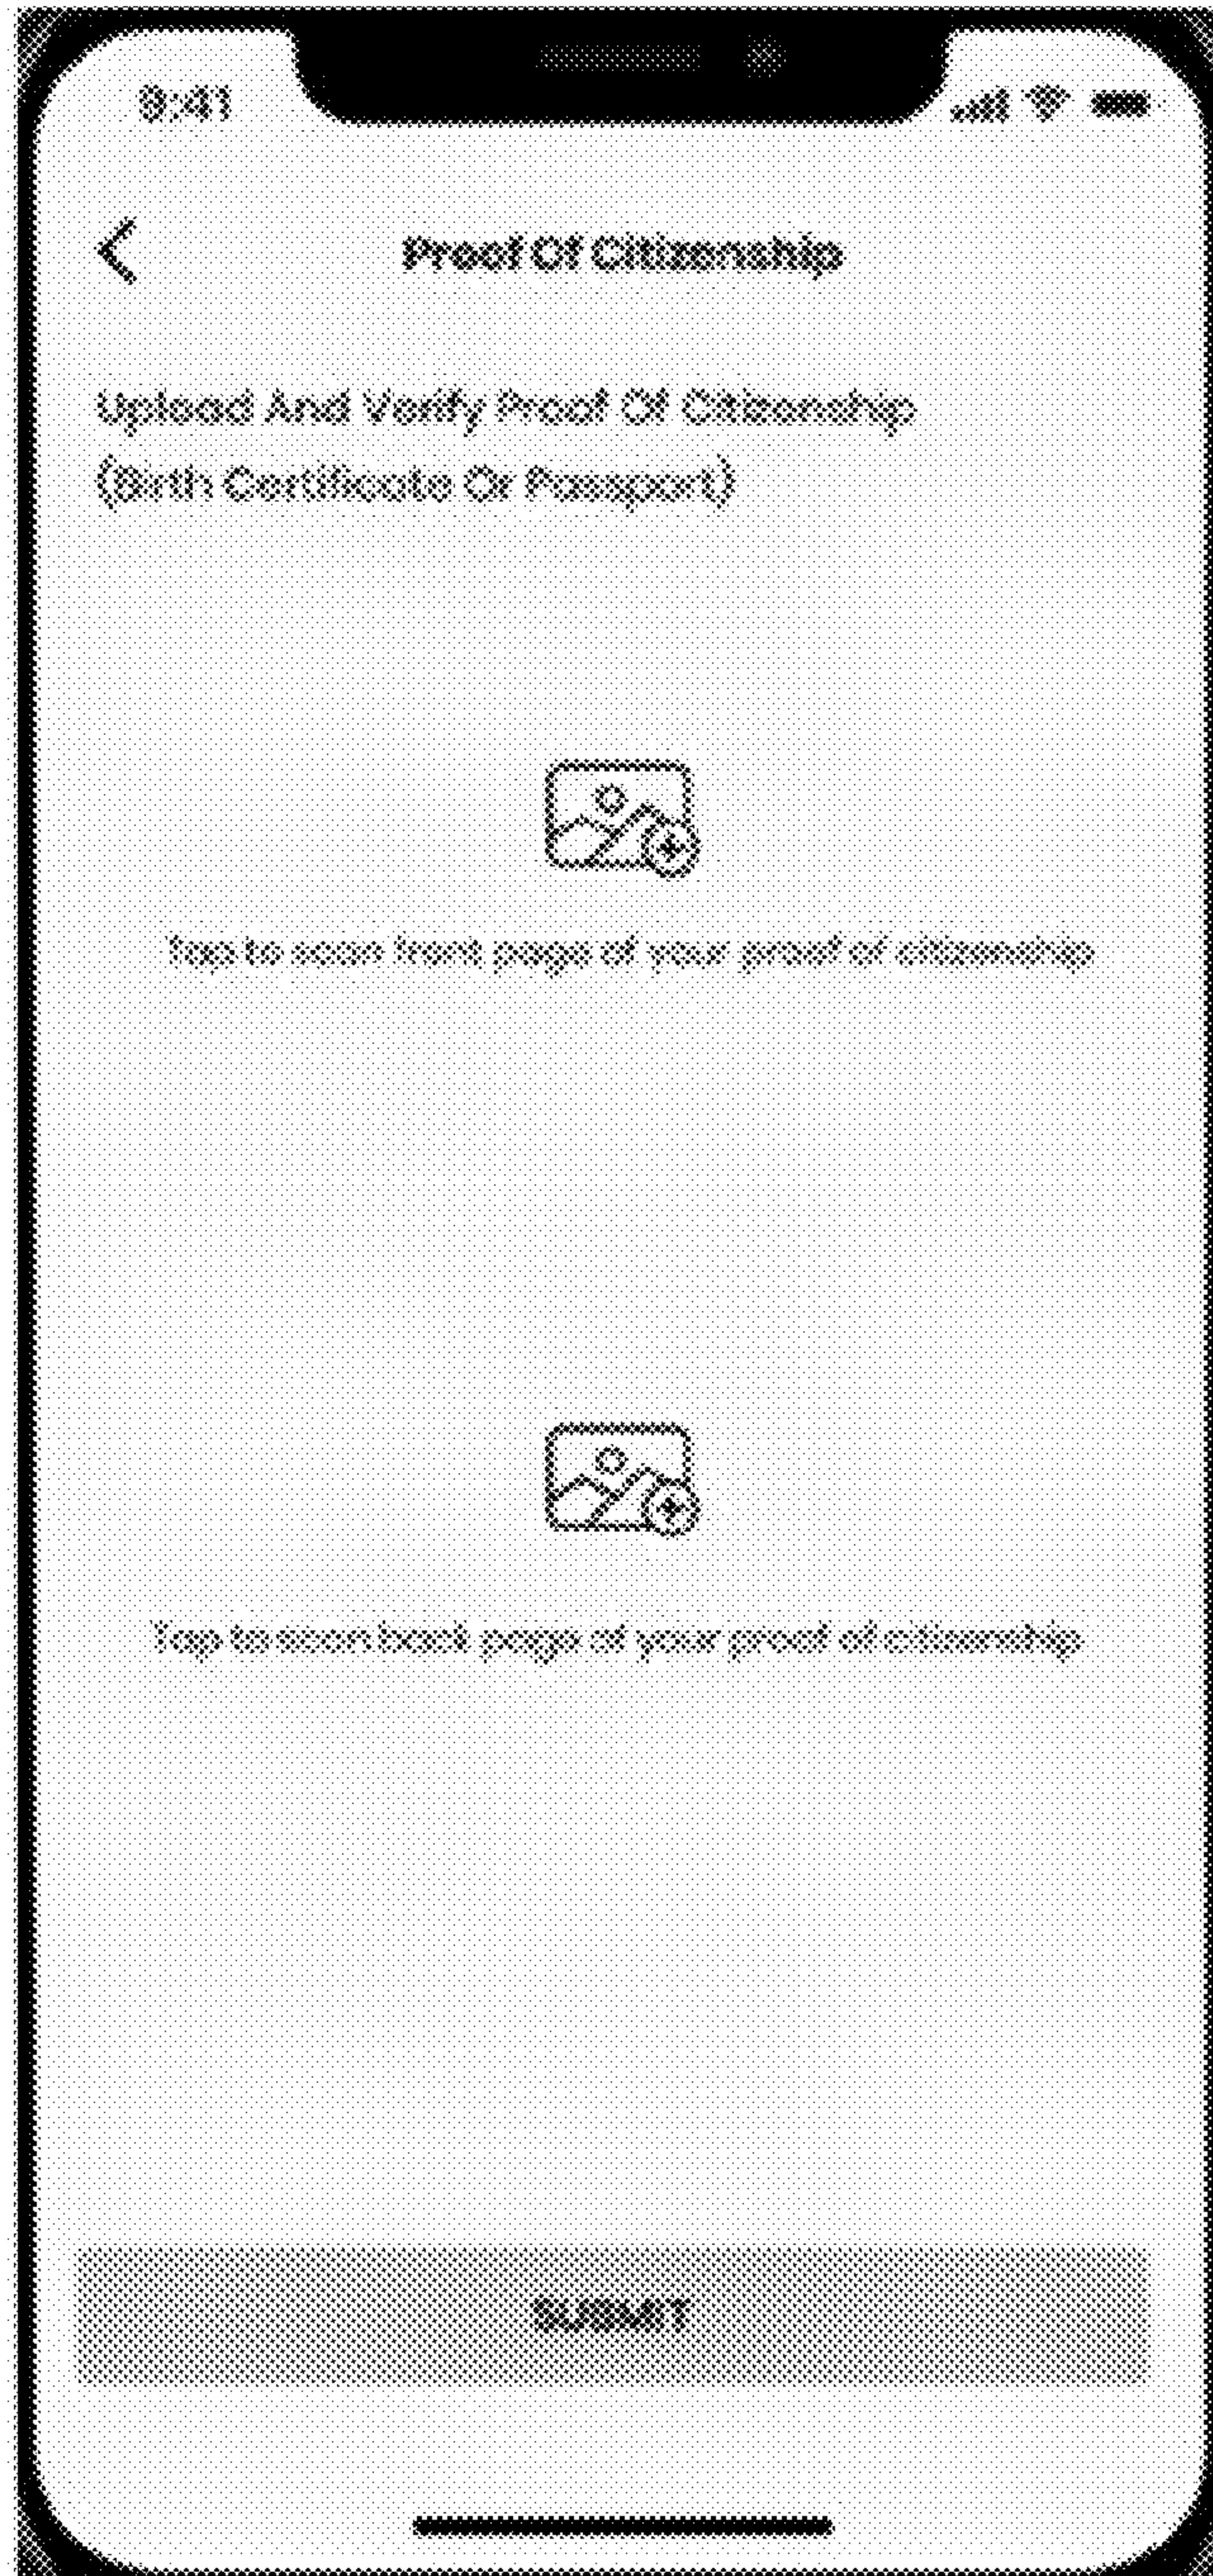 9:41
Proof Of Citizenship
Upload And Verify Proof Of Citizenship
(Birth Certificate Or Passport)
Tap to scan front page of your proof of citizenship
Tap to scan back page of your proof of citizenship
SUBMIT